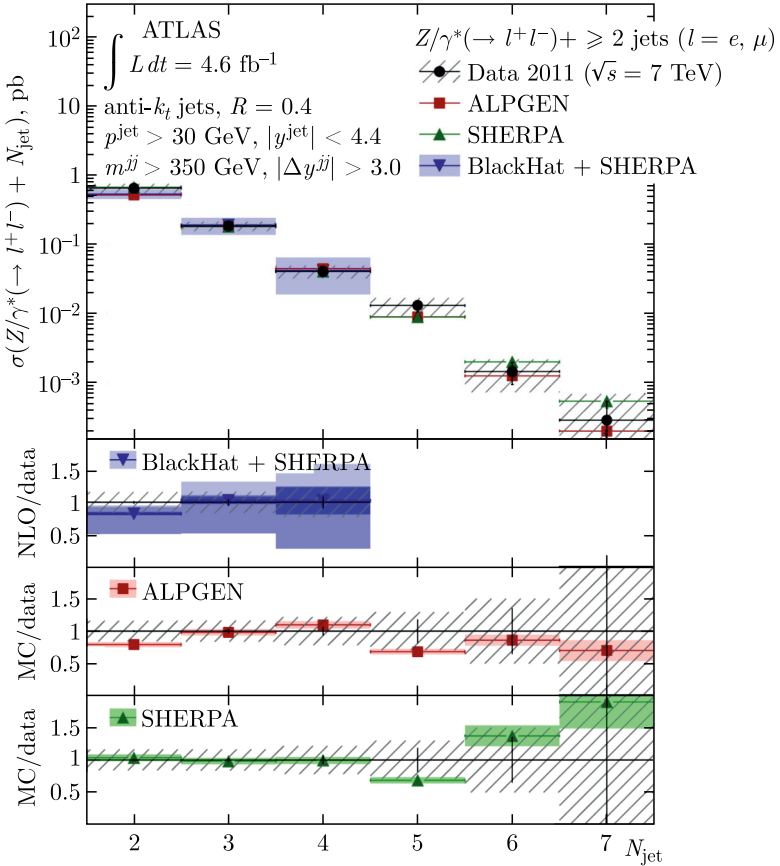 ATLAS
∫ L dt = 4.6 fb⁻¹
anti-kₜ jets, R = 0.4
pʲᵉᵗ > 30 GeV, |yʲᵉᵗ| < 4.4
mʲʲ > 350 GeV, |Δyʲʲ| > 3.0
Z/γ*(→ l⁺l⁻)+ ⩾ 2 jets (l = e, μ)
Data 2011 (√s = 7 TeV)
ALPGEN
SHERPA
BlackHat + SHERPA
σ(Z/γ*(→ l⁺l⁻) + N_jet), pb
10²
10
1
10⁻¹
10⁻²
10⁻³
BlackHat + SHERPA
NLO/data
1.5
1
0.5
ALPGEN
MC/data
1.5
1
0.5
SHERPA
MC/data
1.5
1
0.5
2 3 4 5 6 7 N_jet